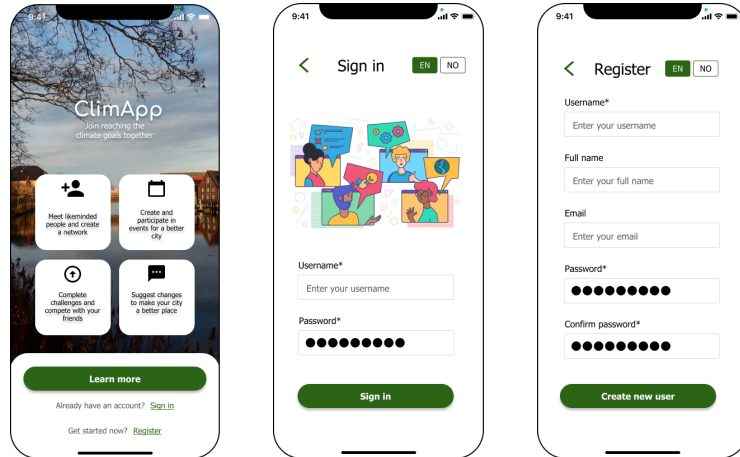 9:41
ClimApp
Join reaching the
climate goals together
Meet likeminded
people and create
a network
Create and
participate in
events for a better
city
Complete
challenges and
compete with your
friends
Suggest changes
to make your city
a better place
Learn more
Already have an account? Sign in
Get started now? Register
9:41
Sign in
EN NO
Username*
Enter your username
Password*
Sign in
9:41
Register
EN NO
Username*
Enter your username
Full name
Enter your full name
Email
Enter your email
Password*
Confirm password*
Create new user